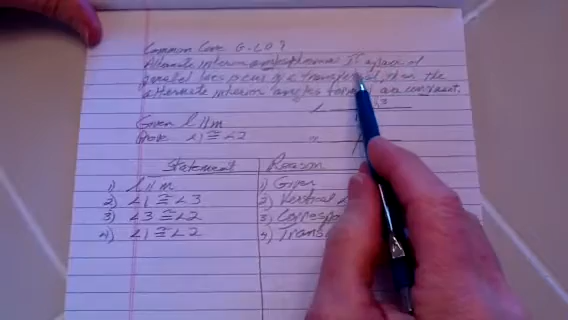 Common Core G.CO.9
Alternate interior angles theorem If a pair of
parallel lines is cut by a transversal, then the
alternate interior angles formed are congruent.
l 3
Given l || m
Prove ∠1 ≅ ∠2 m
Statement Reason
1) l || m 1) Given
2) ∠1 ≅ ∠3 2) Vertical
3) ∠3 ≅ ∠2 3) Correspo
4) ∠1 ≅ ∠2 4) Trans